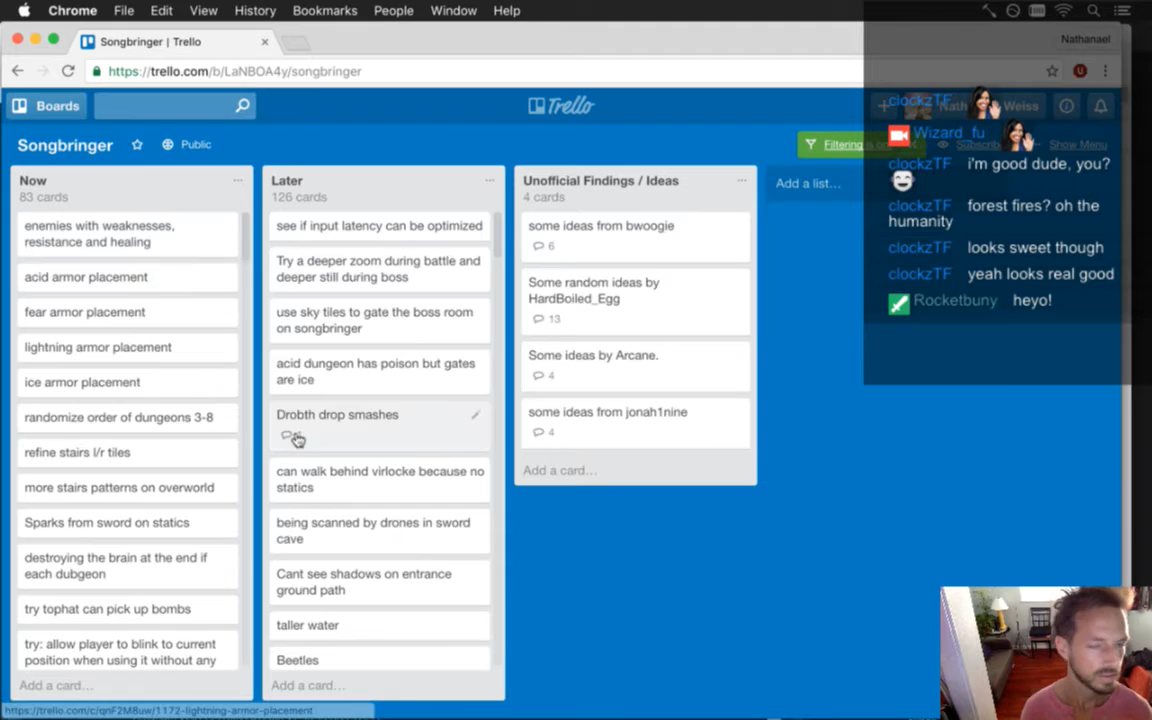 Chrome File Edit View History Bookmarks People Window Help
Songbringer | Trello
Nathanael
https://trello.com/b/LaNBOA4y/songbringer
Boards
Trello
Nath Weiss
Songbringer
Public
Filtering is on
Subscribe
Show Menu
Now
83 cards
enemies with weaknesses,
resistance and healing
acid armor placement
fear armor placement
lightning armor placement
ice armor placement
randomize order of dungeons 3-8
refine stairs l/r tiles
more stairs patterns on overworld
Sparks from sword on statics
destroying the brain at the end if
each dubgeon
try tophat can pick up bombs
try: allow player to blink to current
position when using it without any
Add a card…
Later
126 cards
see if input latency can be optimized
Try a deeper zoom during battle and
deeper still during boss
use sky tiles to gate the boss room
on songbringer
acid dungeon has poison but gates
are ice
Drobth drop smashes
can walk behind virlocke because no
statics
being scanned by drones in sword
cave
Cant see shadows on entrance
ground path
taller water
Beetles
Add a card…
Unofficial Findings / Ideas
4 cards
some ideas from bwoogie
6
Some random ideas by
HardBoiled_Egg
13
Some ideas by Arcane.
4
some ideas from jonah1nine
4
Add a card…
Add a list…
clockzTF
Wizard_fu
clockzTF i'm good dude, you?
clockzTF forest fires? oh the
humanity
clockzTF looks sweet though
clockzTF yeah looks real good
Rocketbuny heyo!
https://trello.com/c/qnF2M8uw/1172-lightning-armor-placement